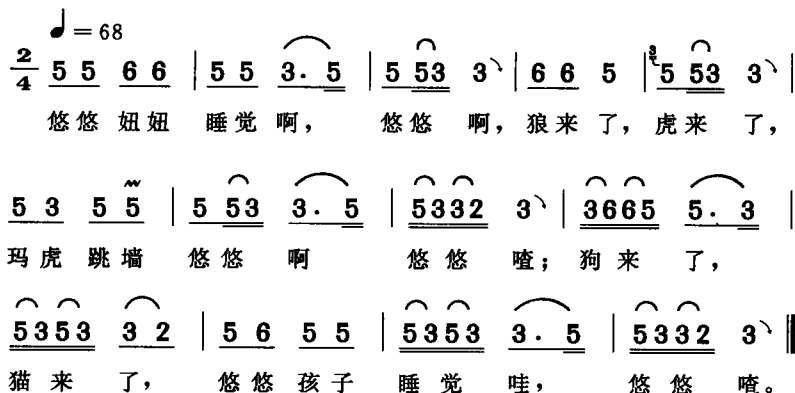 ♩=68
2/4 5 5 6 6 | 5 5 3. 5 | 5 53 3 | 6 6 5 | 5 53 3 |
悠悠妞妞 睡觉啊, 悠悠啊, 狼来了, 虎来了,
5 3 5 5 | 5 53 3. 5 | 5332 3 | 3665 5. 3 |
玛虎跳墙 悠悠啊 悠悠喳; 狗来了,
5353 3 2 | 5 6 5 5 | 5353 3. 5 | 5332 3 ‖
猫来了, 悠悠孩子 睡觉哇, 悠悠喳。